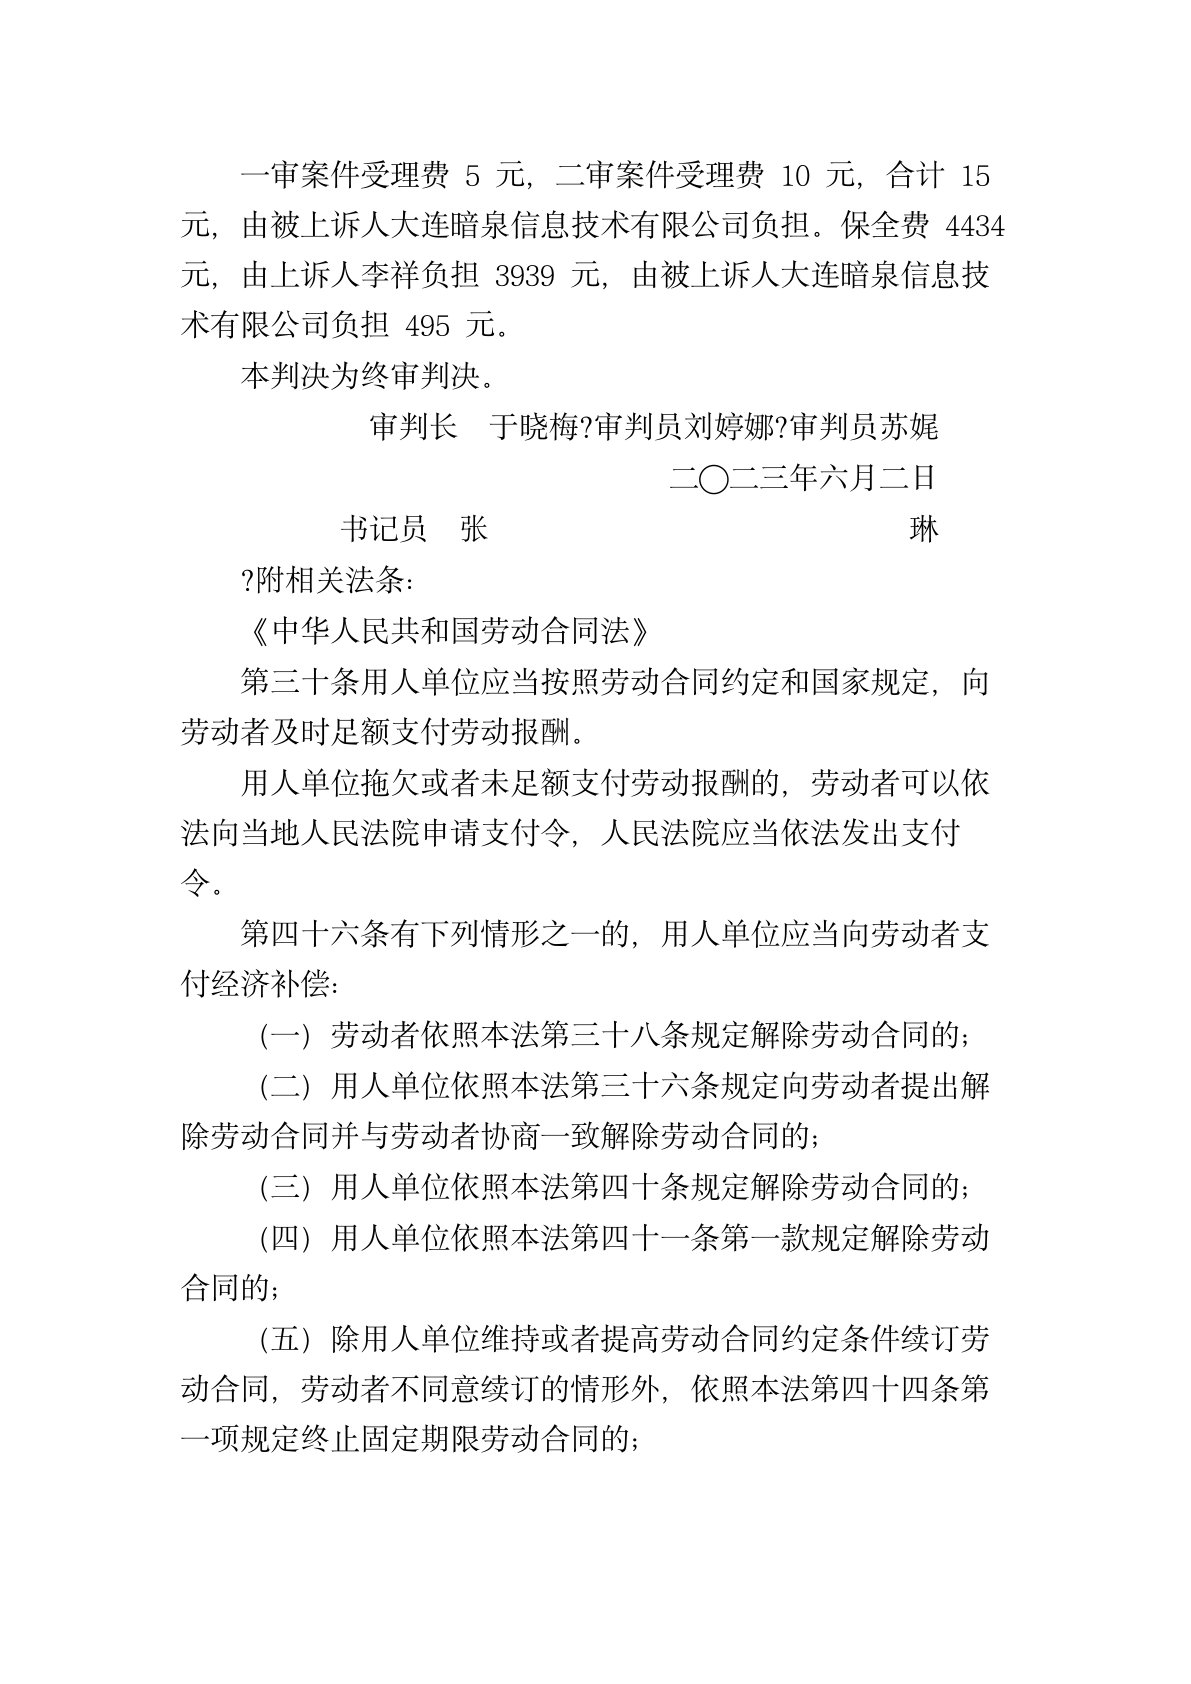 一审案件受理费 5 元，二审案件受理费 10 元，合计 15
元，由被上诉人大连暗泉信息技术有限公司负担。保全费 4434
元，由上诉人李祥负担 3939 元，由被上诉人大连暗泉信息技
术有限公司负担 495 元。
本判决为终审判决。
审判长　于晓梅?审判员刘婷娜?审判员苏娓
二〇二三年六月二日
书记员　张　琳
?附相关法条：
《中华人民共和国劳动合同法》
第三十条用人单位应当按照劳动合同约定和国家规定，向
劳动者及时足额支付劳动报酬。
用人单位拖欠或者未足额支付劳动报酬的，劳动者可以依
法向当地人民法院申请支付令，人民法院应当依法发出支付
令。
第四十六条有下列情形之一的，用人单位应当向劳动者支
付经济补偿：
（一）劳动者依照本法第三十八条规定解除劳动合同的；
（二）用人单位依照本法第三十六条规定向劳动者提出解
除劳动合同并与劳动者协商一致解除劳动合同的；
（三）用人单位依照本法第四十条规定解除劳动合同的；
（四）用人单位依照本法第四十一条第一款规定解除劳动
合同的；
（五）除用人单位维持或者提高劳动合同约定条件续订劳
动合同，劳动者不同意续订的情形外，依照本法第四十四条第
一项规定终止固定期限劳动合同的；